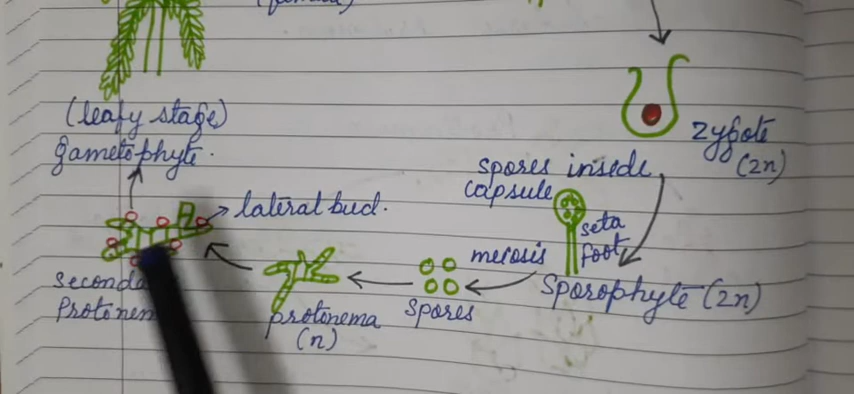 (leafy stage)
gametophyte.
zygote
(2n)
spores inside
capsule
lateral bud.
seta
foot
meiosis
Sporophyte (2n)
spores
protonema
(n)